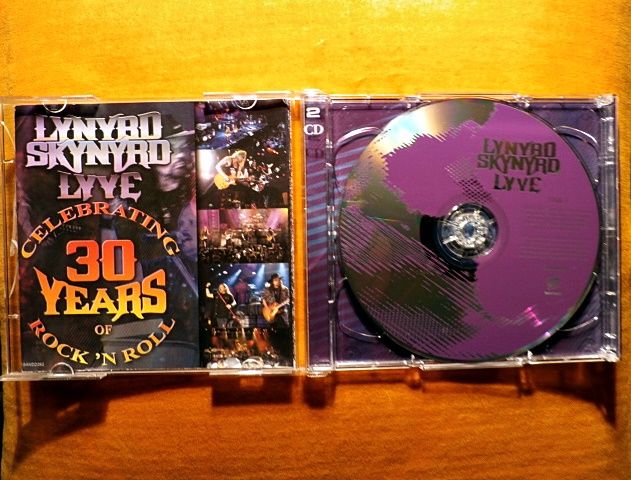 LYNYRD
SKYNYRD
LYVE
CELEBRATING
30
YEARS
OF
ROCK 'N ROLL
2
CD
LYNYRD
SKYNYRD
LYVE